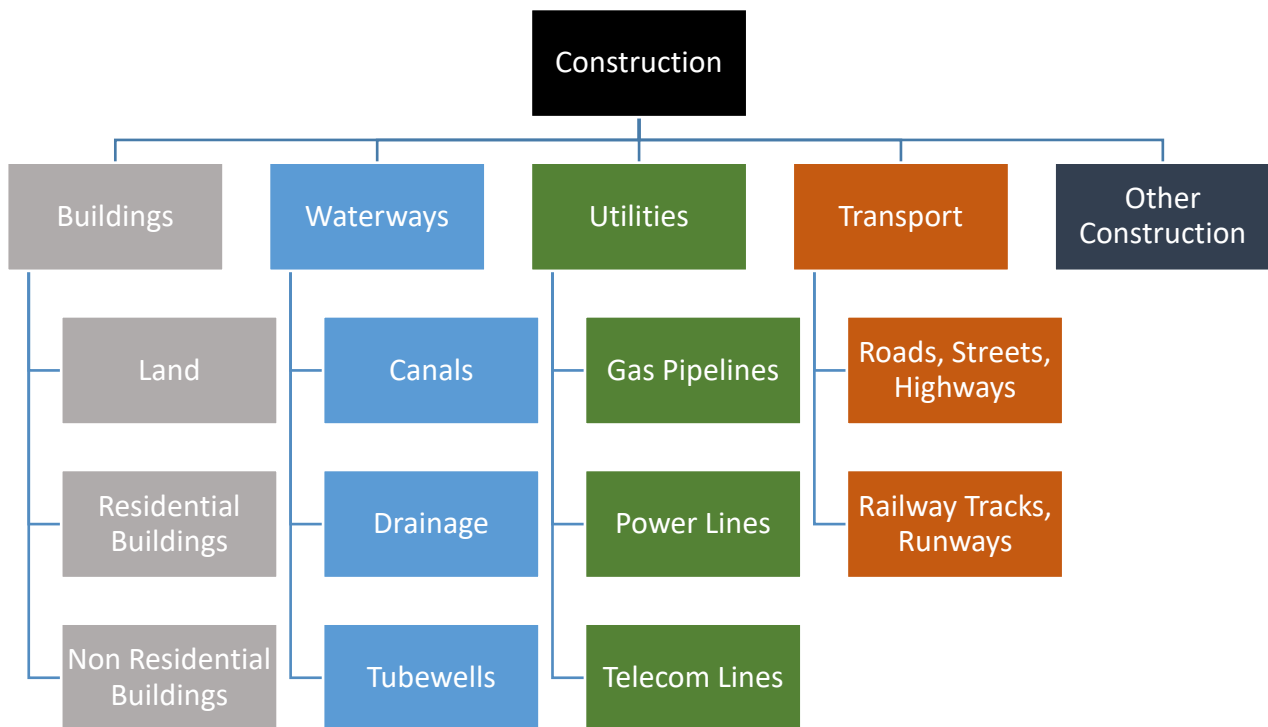 Construction
Buildings
Waterways
Utilities
Transport
Other
Construction
Land
Canals
Gas Pipelines
Roads, Streets,
Highways
Residential
Buildings
Drainage
Power Lines
Railway Tracks,
Runways
Non Residential
Buildings
Tubewells
Telecom Lines